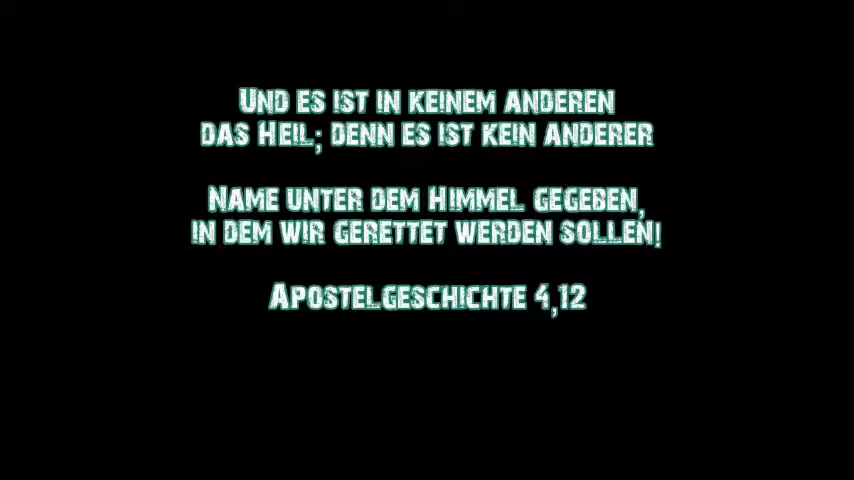 Und es ist in keinem anderen
das Heil; denn es ist kein anderer
Name unter dem Himmel gegeben,
in dem wir gerettet werden sollen!
Apostelgeschichte 4,12